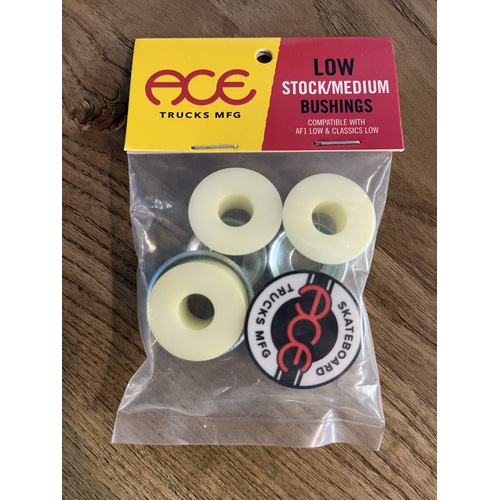 ACE
TRUCKS MFG
LOW
STOCK/MEDIUM
BUSHINGS
COMPATIBLE WITH
AF1 LOW & CLASSICS LOW
SKATEBOARD
ACE
TRUCKS MFG